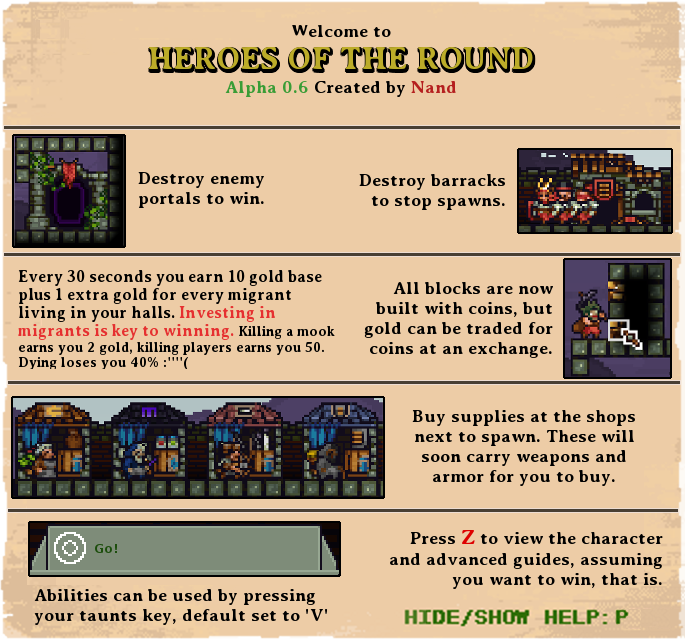 Welcome to
HEROES OF THE ROUND
Alpha 0.6 Created by Nand
Destroy enemy
portals to win.
Destroy barracks
to stop spawns.
Every 30 seconds you earn 10 gold base
plus 1 extra gold for every migrant
living in your halls. Investing in
migrants is key to winning. Killing a mook
earns you 2 gold, killing players earns you 50.
Dying loses you 40% :''''(
All blocks are now
built with coins, but
gold can be traded for
coins at an exchange.
Buy supplies at the shops
next to spawn. These will
soon carry weapons and
armor for you to buy.
Go!
Abilities can be used by pressing
your taunts key, default set to 'V'
Press Z to view the character
and advanced guides, assuming
you want to win, that is.
HIDE/SHOW HELP: P